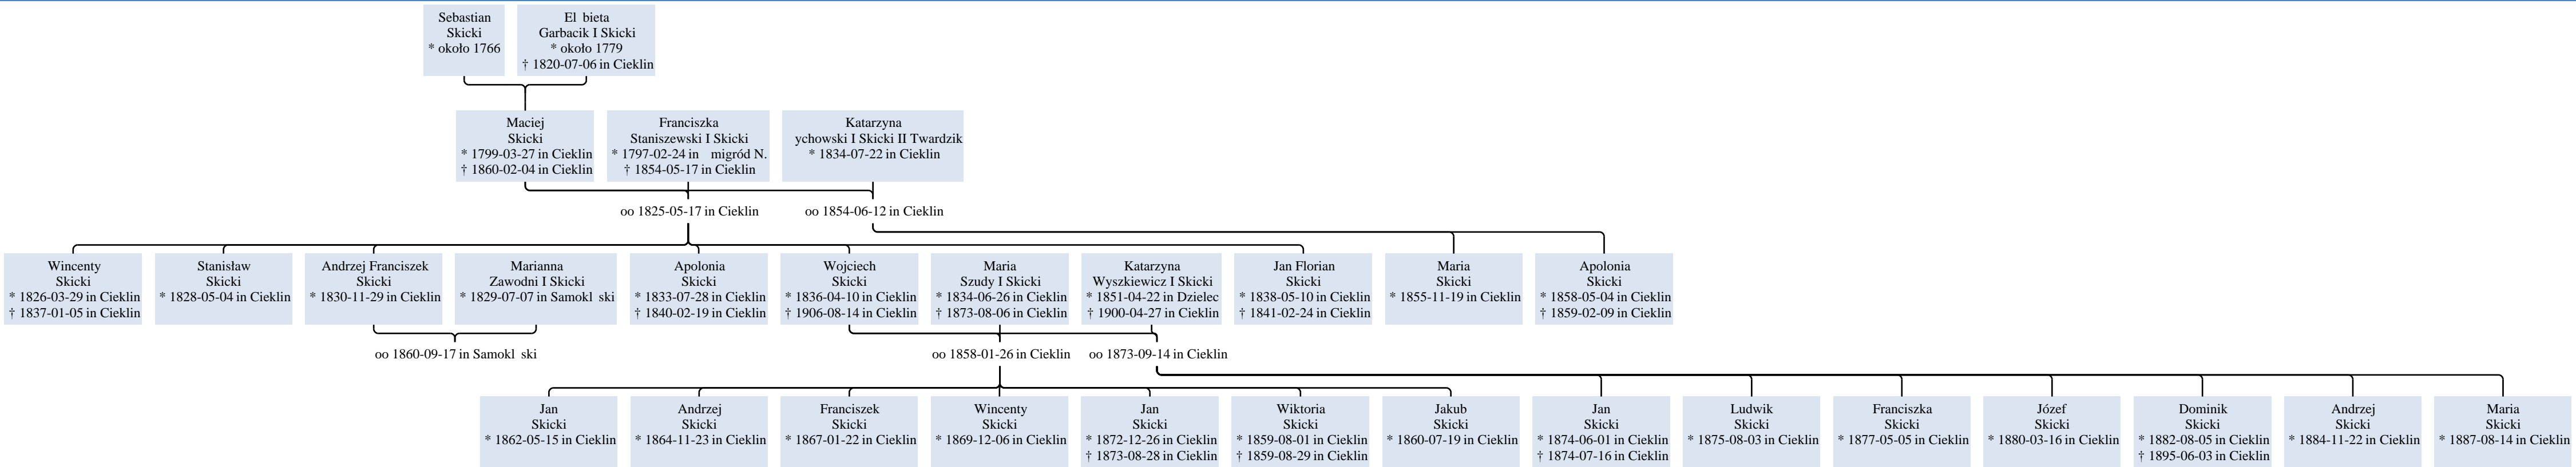 Sebastian
Skicki
* około 1766
El bieta
Garbacik I Skicki
* około 1779
† 1820-07-06 in Cieklin
Maciej
Skicki
* 1799-03-27 in Cieklin
† 1860-02-04 in Cieklin
Franciszka
Staniszewski I Skicki
* 1797-02-24 in migród N.
† 1854-05-17 in Cieklin
Katarzyna
ychowski I Skicki II Twardzik
* 1834-07-22 in Cieklin
oo 1825-05-17 in Cieklin
oo 1854-06-12 in Cieklin
Wincenty
Skicki
* 1826-03-29 in Cieklin
† 1837-01-05 in Cieklin
Stanisław
Skicki
* 1828-05-04 in Cieklin
Andrzej Franciszek
Skicki
* 1830-11-29 in Cieklin
Marianna
Zawodni I Skicki
* 1829-07-07 in Samokl ski
Apolonia
Skicki
* 1833-07-28 in Cieklin
† 1840-02-19 in Cieklin
Wojciech
Skicki
* 1836-04-10 in Cieklin
† 1906-08-14 in Cieklin
Maria
Szudy I Skicki
* 1834-06-26 in Cieklin
† 1873-08-06 in Cieklin
Katarzyna
Wyszkiewicz I Skicki
* 1851-04-22 in Dzielec
† 1900-04-27 in Cieklin
Jan Florian
Skicki
* 1838-05-10 in Cieklin
† 1841-02-24 in Cieklin
Maria
Skicki
* 1855-11-19 in Cieklin
Apolonia
Skicki
* 1858-05-04 in Cieklin
† 1859-02-09 in Cieklin
oo 1860-09-17 in Samokl ski
oo 1858-01-26 in Cieklin
oo 1873-09-14 in Cieklin
Jan
Skicki
* 1862-05-15 in Cieklin
Andrzej
Skicki
* 1864-11-23 in Cieklin
Franciszek
Skicki
* 1867-01-22 in Cieklin
Wincenty
Skicki
* 1869-12-06 in Cieklin
Jan
Skicki
* 1872-12-26 in Cieklin
† 1873-08-28 in Cieklin
Wiktoria
Skicki
* 1859-08-01 in Cieklin
† 1859-08-29 in Cieklin
Jakub
Skicki
* 1860-07-19 in Cieklin
Jan
Skicki
* 1874-06-01 in Cieklin
† 1874-07-16 in Cieklin
Ludwik
Skicki
* 1875-08-03 in Cieklin
Franciszka
Skicki
* 1877-05-05 in Cieklin
Józef
Skicki
* 1880-03-16 in Cieklin
Dominik
Skicki
* 1882-08-05 in Cieklin
† 1895-06-03 in Cieklin
Andrzej
Skicki
* 1884-11-22 in Cieklin
Maria
Skicki
* 1887-08-14 in Cieklin